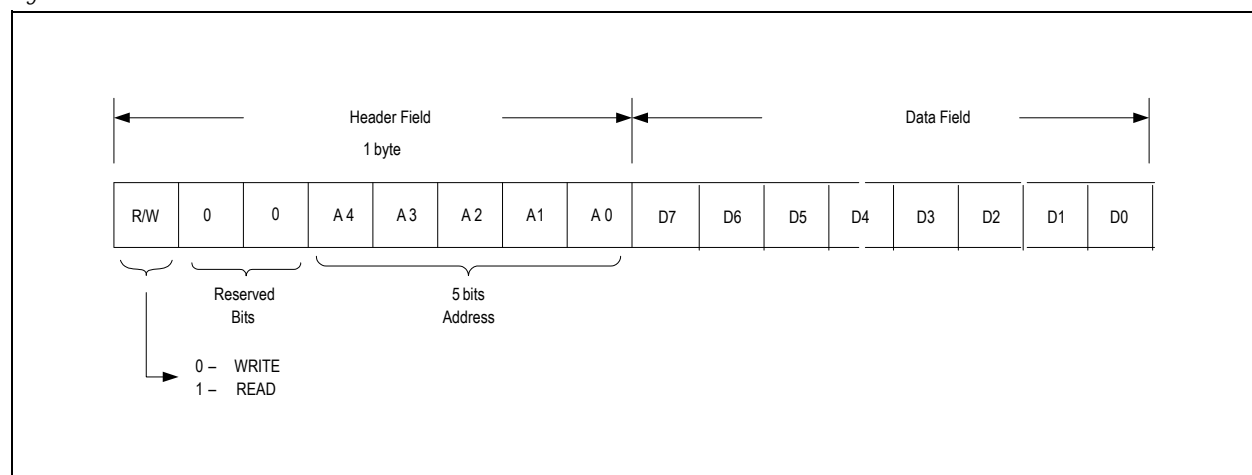 Header Field Data Field
1 byte
R/W 0 0 A 4 A 3 A 2 A1 A 0 D7 D6 D5 D4 D3 D2 D1 D0
Reserved 5 bits
Bits Address
0 – WRITE
1 – READ